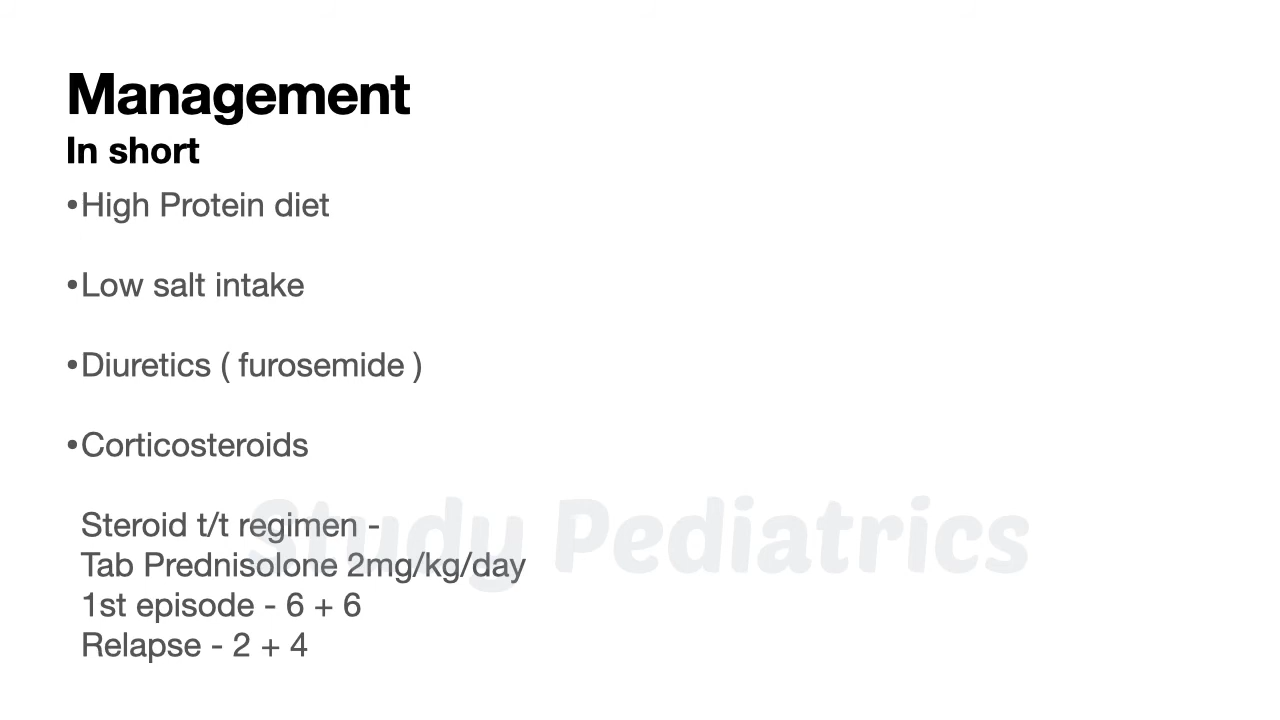 Management
In short
•High Protein diet
•Low salt intake
•Diuretics ( furosemide )
•Corticosteroids
Steroid t/t regimen -
Tab Prednisolone 2mg/kg/day
1st episode - 6 + 6
Relapse - 2 + 4
Study Pediatrics